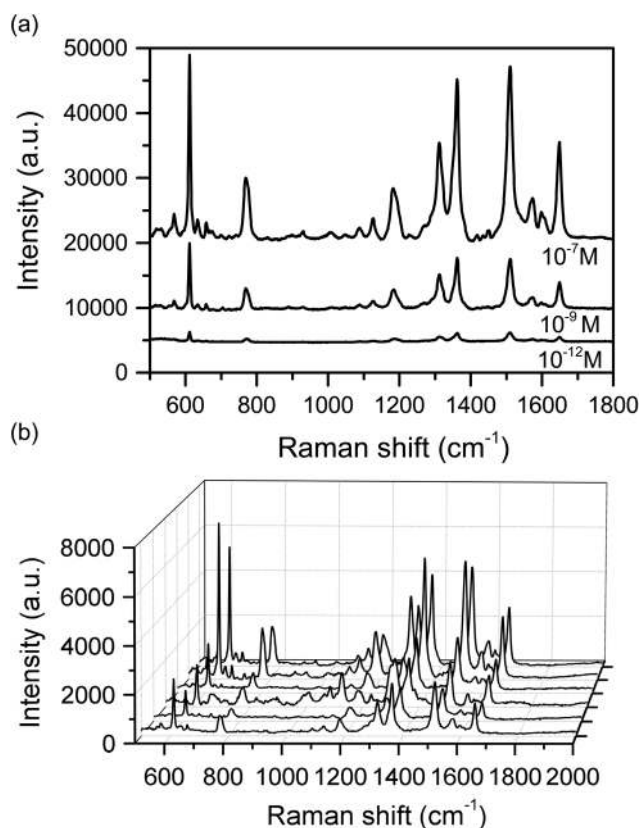 (a)
50000
40000
30000
20000
10000
0
Intensity (a.u.)
10⁻⁷M
10⁻⁹ M
10⁻¹²M
600 800 1000 1200 1400 1600 1800
Raman shift (cm⁻¹)
(b)
8000
6000
4000
2000
0
Intensity (a.u.)
600 800 1000 1200 1400 1600 1800 2000
Raman shift (cm⁻¹)